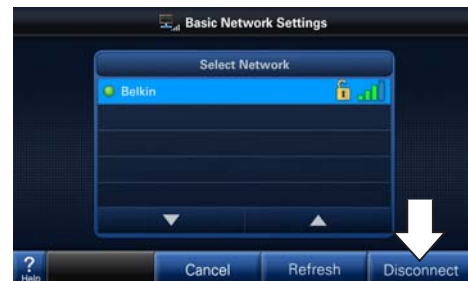 Basic Network Settings
Select Network
Belkin
?
Help
Cancel
Refresh
Disconnect